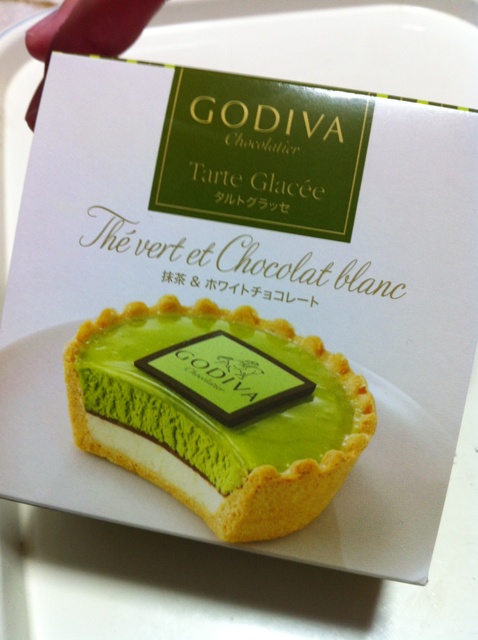 GODIVA
Chocolatier
Tarte Glacée
タルトグラッセ
Thé vert et Chocolat blanc
抹茶 & ホワイトチョコレート
GODIVA
Chocolatier